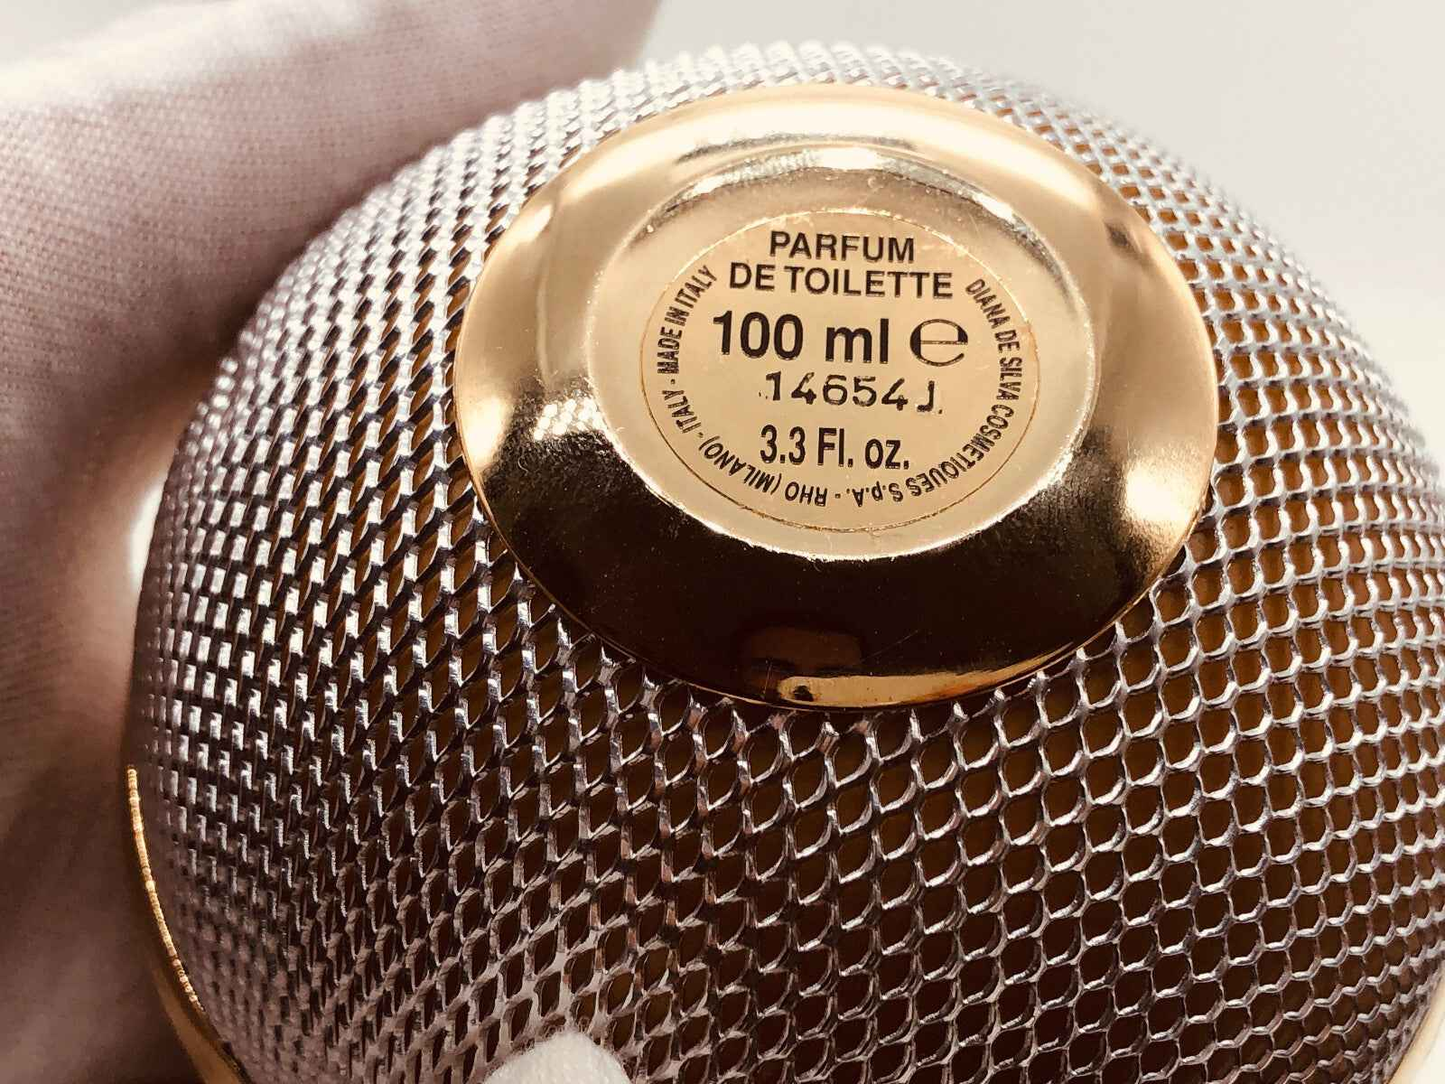 PARFUM
DE TOILETTE
100 ml ℮
14654J
3.3 Fl. oz.
DIANA DE SILVA COSMETIQUES S.p.A. - RHO (MILANO) - ITALY - MADE IN ITALY